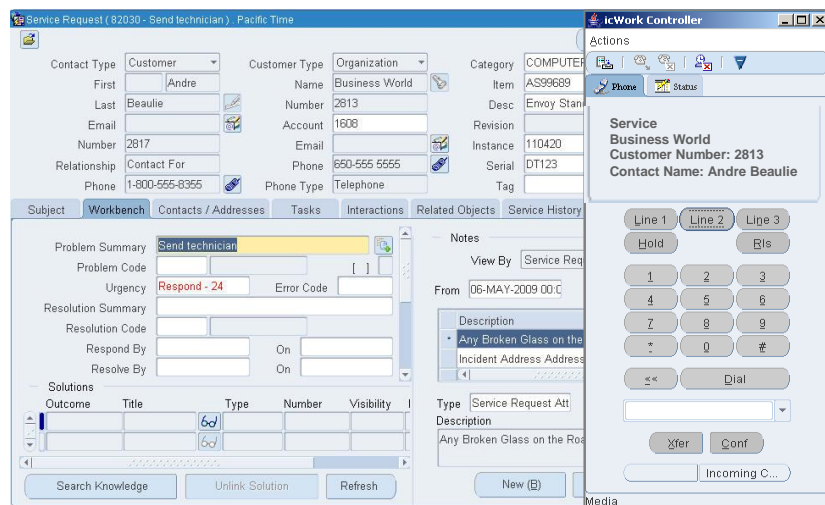 Service Request ( 82030 - Send technician ) . Pacific Time
Contact Type Customer
Customer Type Organization
Category COMPUTER
First Andre
Name Business World
Item AS99689
Last Beaulie
Number 2813
Desc Envoy Stan
Email
Account 1608
Revision
Number 2817
Email
Instance 110420
Relationship Contact For
Phone 650-555 5555
Serial DT123
Phone 1-800-555-8355
Phone Type Telephone
Tag
Subject Workbench Contacts / Addresses Tasks Interactions Related Objects Service History
Problem Summary Send technician
Problem Code [ ]
Urgency Respond - 24 Error Code
Resolution Summary
Resolution Code
Respond By On
Resolve By On
Solutions
Outcome Title Type Number Visibility
Search Knowledge Unlink Solution Refresh
Notes
View By Service Req
From 06-MAY-2009 00:0
Description
Any Broken Glass on the
Incident Address Address
Type Service Request Att
Description
Any Broken Glass on the Roa
New (B)
icWork Controller
Actions
Phone Status
Service
Business World
Customer Number: 2813
Contact Name: Andre Beaulie
Line 1 Line 2 Line 3
Hold Rls
1 2 3
4 5 6
7 8 9
* 0 #
<< Dial
Xfer Conf
Incoming C...
Media